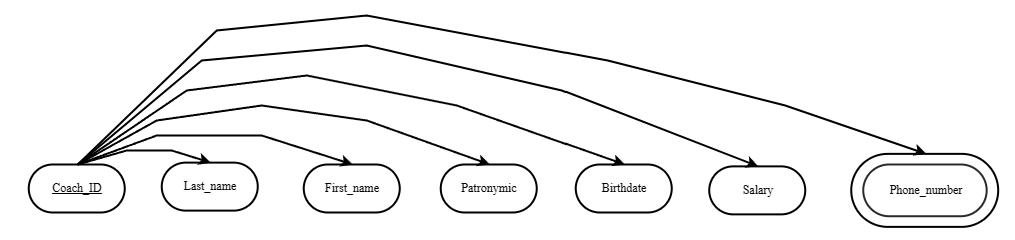 Coach_ID
Last_name
First_name
Patronymic
Birthdate
Salary
Phone_number